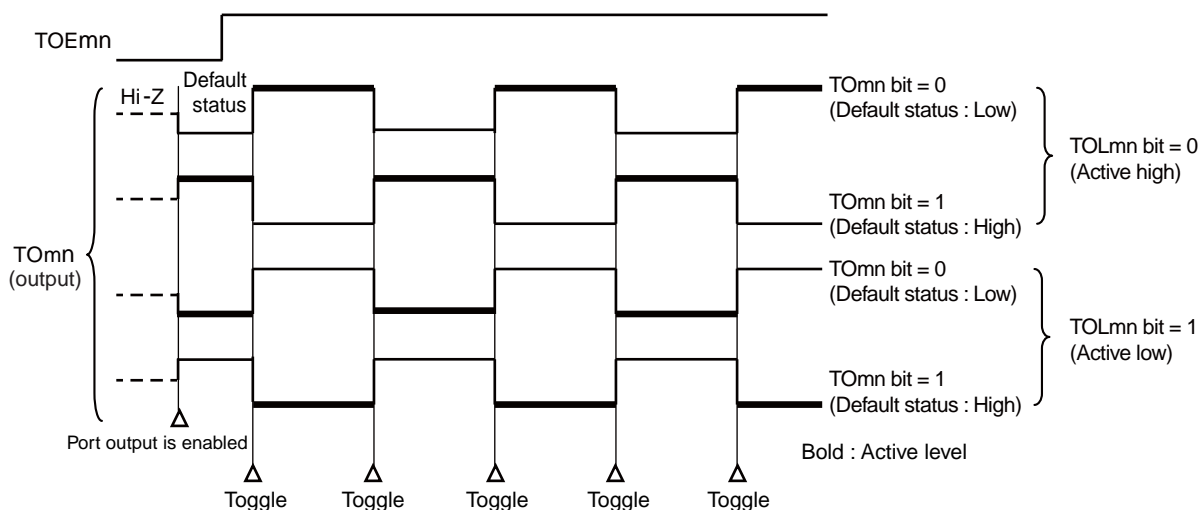 TOEmn
Hi-Z
Default
status
TOmn bit = 0
(Default status : Low)
TOLmn bit = 0
(Active high)
TOmn bit = 1
(Default status : High)
TOmn
(output)
TOmn bit = 0
(Default status : Low)
TOLmn bit = 1
(Active low)
TOmn bit = 1
(Default status : High)
Port output is enabled
Bold : Active level
Toggle Toggle Toggle Toggle Toggle